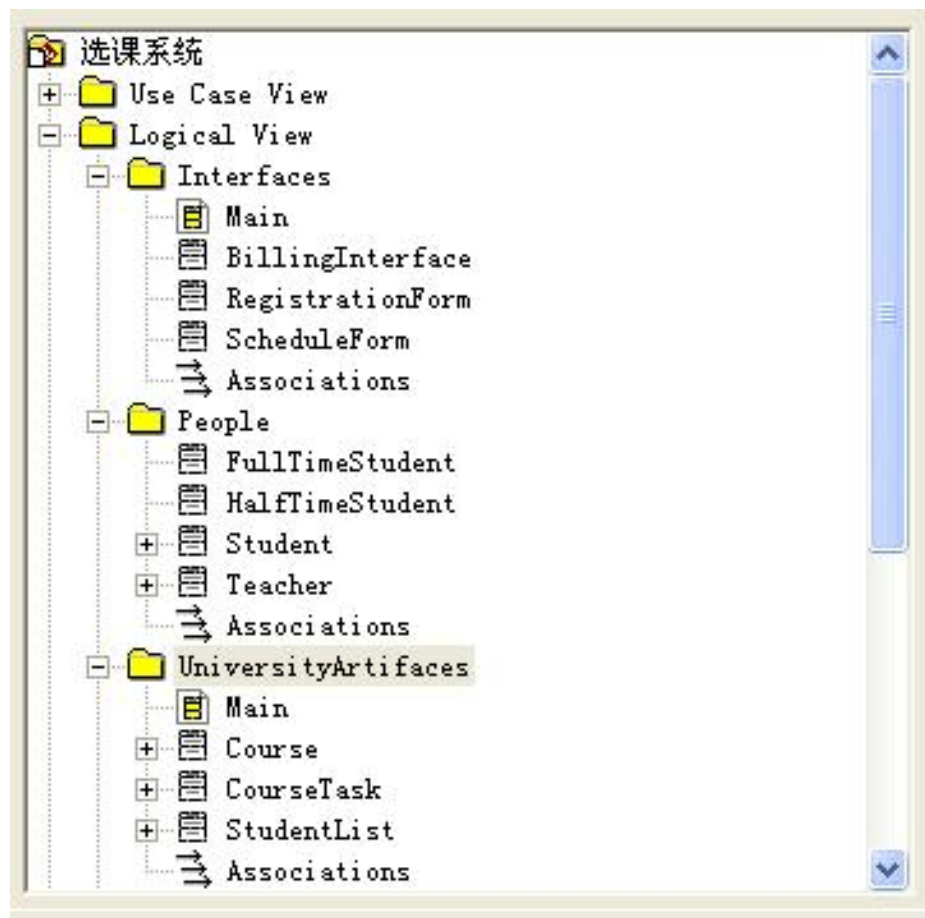 选课系统
Use Case View
Logical View
Interfaces
Main
BillingInterface
RegistrationForm
ScheduleForm
Associations
People
FullTimeStudent
HalfTimeStudent
Student
Teacher
Associations
UniversityArtifaces
Main
Course
CourseTask
StudentList
Associations